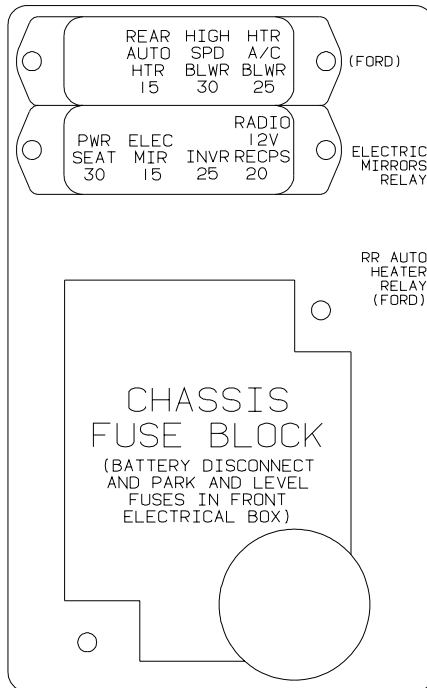 REAR HIGH HTR
AUTO SPD A/C
HTR BLWR BLWR
15 30 25
(FORD)
RADIO
12V
PWR ELEC
SEAT MIR INVR RECPS
30 15 25 20
ELECTRIC
MIRRORS
RELAY
RR AUTO
HEATER
RELAY
(FORD)
CHASSIS
FUSE BLOCK
(BATTERY DISCONNECT
AND PARK AND LEVEL
FUSES IN FRONT
ELECTRICAL BOX)